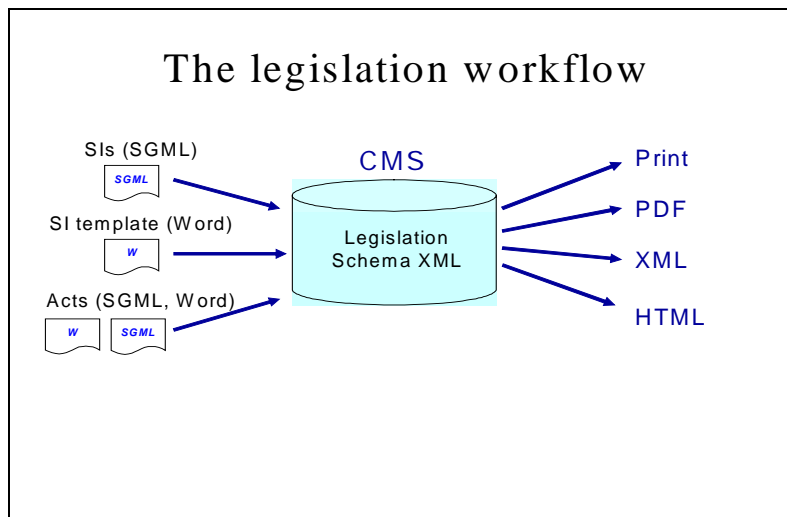 The legislation workflow
SIs (SGML)
SGML
SI template (Word)
W
Acts (SGML, Word)
W SGML
CMS
Legislation
Schema XML
Print
PDF
XML
HTML